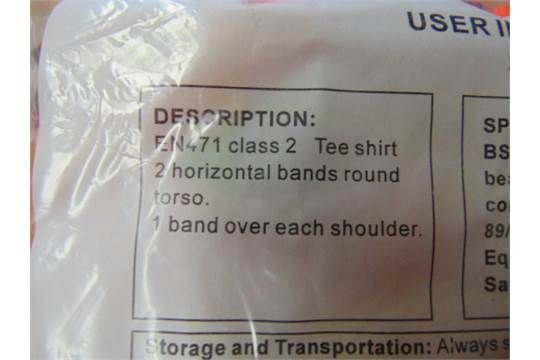 USER I
DESCRIPTION:
EN471 class 2 Tee shirt
2 horizontal bands round
torso.
1 band over each shoulder.
SP
BS
bea
co
89/
Eq
Sa
Storage and Transportation: Always s